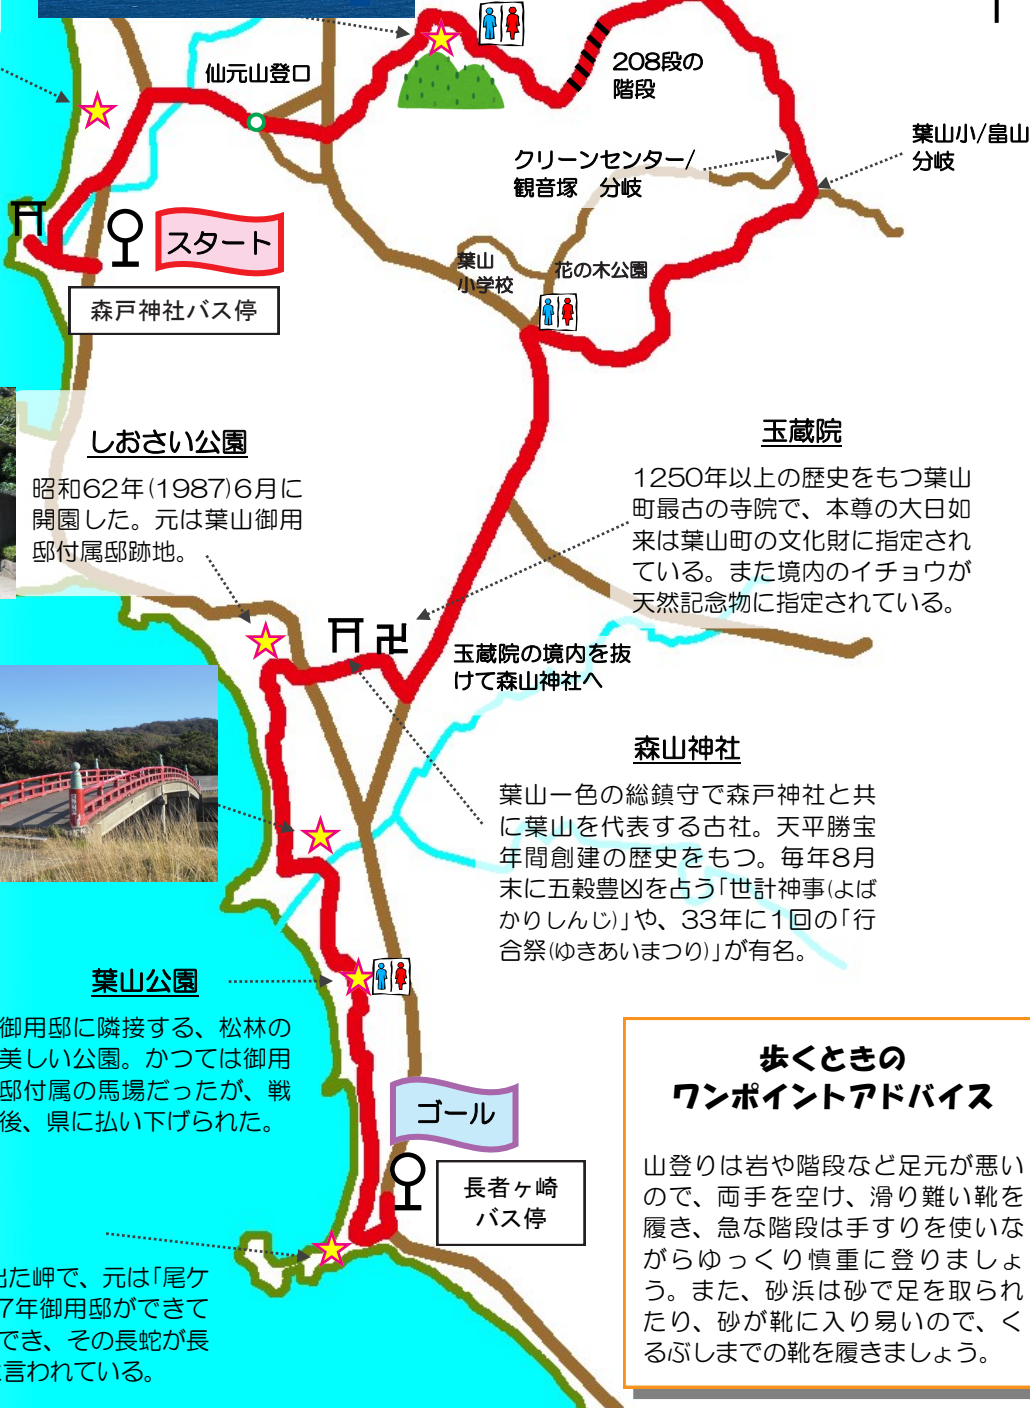 仙元山登口
208段の
階段
葉山小/畠山
分岐
クリーンセンター/
観音塚　分岐
スタート
葉山
小学校
花の木公園
森戸神社バス停
しおさい公園
昭和62年(1987)6月に
開園した。元は葉山御用
邸付属邸跡地。
玉蔵院
1250年以上の歴史をもつ葉山
町最古の寺院で、本尊の大日如
来は葉山町の文化財に指定され
ている。また境内のイチョウが
天然記念物に指定されている。
玉蔵院の境内を抜
けて森山神社へ
森山神社
葉山一色の総鎮守で森戸神社と共
に葉山を代表する古社。天平勝宝
年間創建の歴史をもつ。毎年8月
末に五穀豊凶を占う「世計神事(よば
かりしんじ)」や、33年に1回の「行
合祭(ゆきあいまつり)」が有名。
葉山公園
御用邸に隣接する、松林の
美しい公園。かつては御用
邸付属の馬場だったが、戦
後、県に払い下げられた。
ゴール
長者ヶ崎
バス停
出た岬で、元は「尾ケ
7年御用邸ができて
でき、その長蛇が長
と言われている。
歩くときの
ワンポイントアドバイス
山登りは岩や階段など足元が悪い
ので、両手を空け、滑り難い靴を
履き、急な階段は手すりを使いな
がらゆっくり慎重に登りましょ
う。また、砂浜は砂で足を取られ
たり、砂が靴に入り易いので、く
るぶしまでの靴を履きましょう。